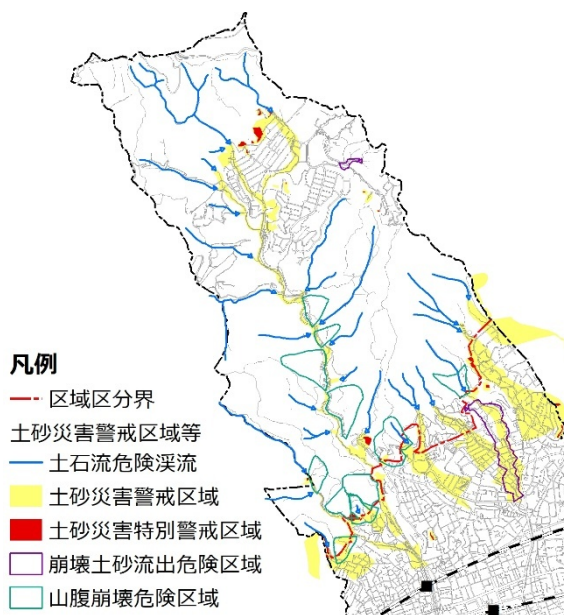 凡例
区域区分界
土砂災害警戒区域等
土石流危険渓流
土砂災害警戒区域
土砂災害特別警戒区域
崩壊土砂流出危険区域
山腹崩壊危険区域